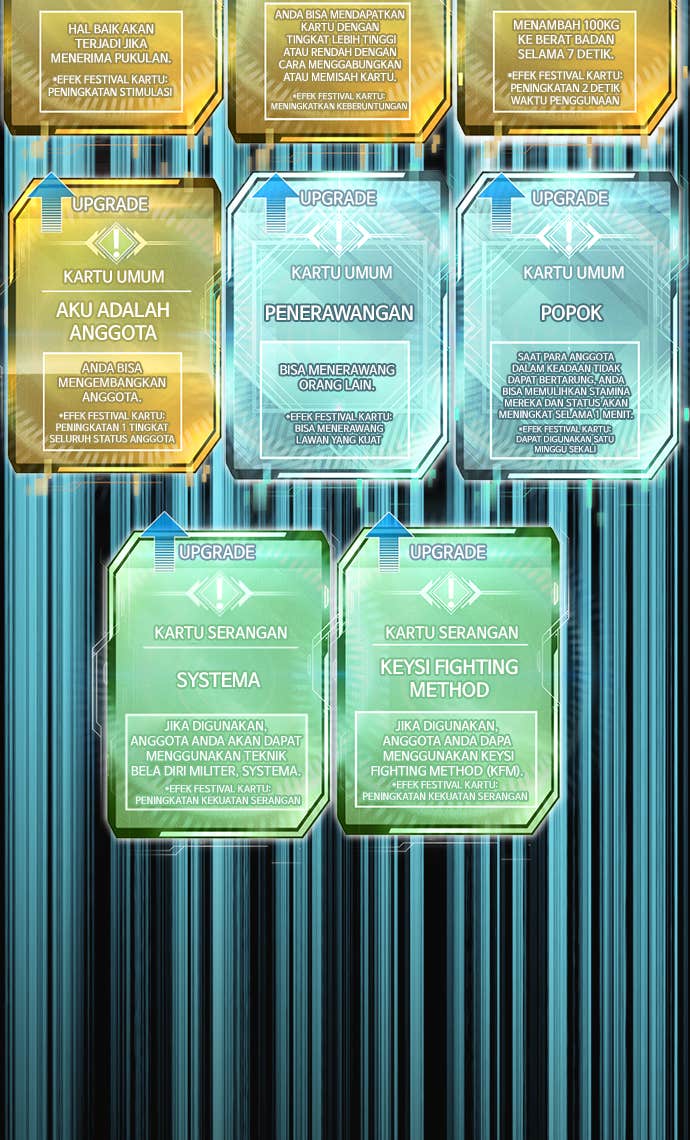 HAL BAIK AKAN
TERJADI JIKA
MENERIMA PUKULAN.
*EFEK FESTIVAL KARTU:
PENINGKATAN STIMULASI
ANDA BISA MENDAPATKAN
KARTU DENGAN
TINGKAT LEBIH TINGGI
ATAU RENDAH DENGAN
CARA MENGGABUNGKAN
ATAU MEMISAH KARTU.
*EFEK FESTIVAL KARTU:
MENINGKATKAN KEBERUNTUNGAN
MENAMBAH 100KG
KE BERAT BADAN
SELAMA 7 DETIK.
*EFEK FESTIVAL KARTU:
PENINGKATAN 2 DETIK
WAKTU PENGGUNAAN
UPGRADE
KARTU UMUM
AKU ADALAH
ANGGOTA
ANDA BISA
MENGEMBANGKAN
ANGGOTA.
*EFEK FESTIVAL KARTU:
PENINGKATAN 1 TINGKAT
SELURUH STATUS ANGGOTA
UPGRADE
KARTU UMUM
PENERAWANGAN
BISA MENERAWANG
ORANG LAIN.
*EFEK FESTIVAL KARTU:
BISA MENERAWANG
LAWAN YANG KUAT
UPGRADE
KARTU UMUM
POPOK
SAAT PARA ANGGOTA
DALAM KEADAAN TIDAK
DAPAT BERTARUNG, ANDA
BISA MEMULIHKAN STAMINA
MEREKA DAN STATUS AKAN
MENINGKAT SELAMA 1 MENIT.
*EFEK FESTIVAL KARTU:
DAPAT DIGUNAKAN SATU
MINGGU SEKALI
UPGRADE
KARTU SERANGAN
SYSTEMA
JIKA DIGUNAKAN,
ANGGOTA ANDA AKAN DAPAT
MENGGUNAKAN TEKNIK
BELA DIRI MILITER, SYSTEMA.
*EFEK FESTIVAL KARTU:
PENINGKATAN KEKUATAN SERANGAN
UPGRADE
KARTU SERANGAN
KEYSI FIGHTING
METHOD
JIKA DIGUNAKAN,
ANGGOTA ANDA DAPA
MENGGUNAKAN KEYSI
FIGHTING METHOD (KFM).
*EFEK FESTIVAL KARTU:
PENINGKATAN KEKUATAN SERANGAN